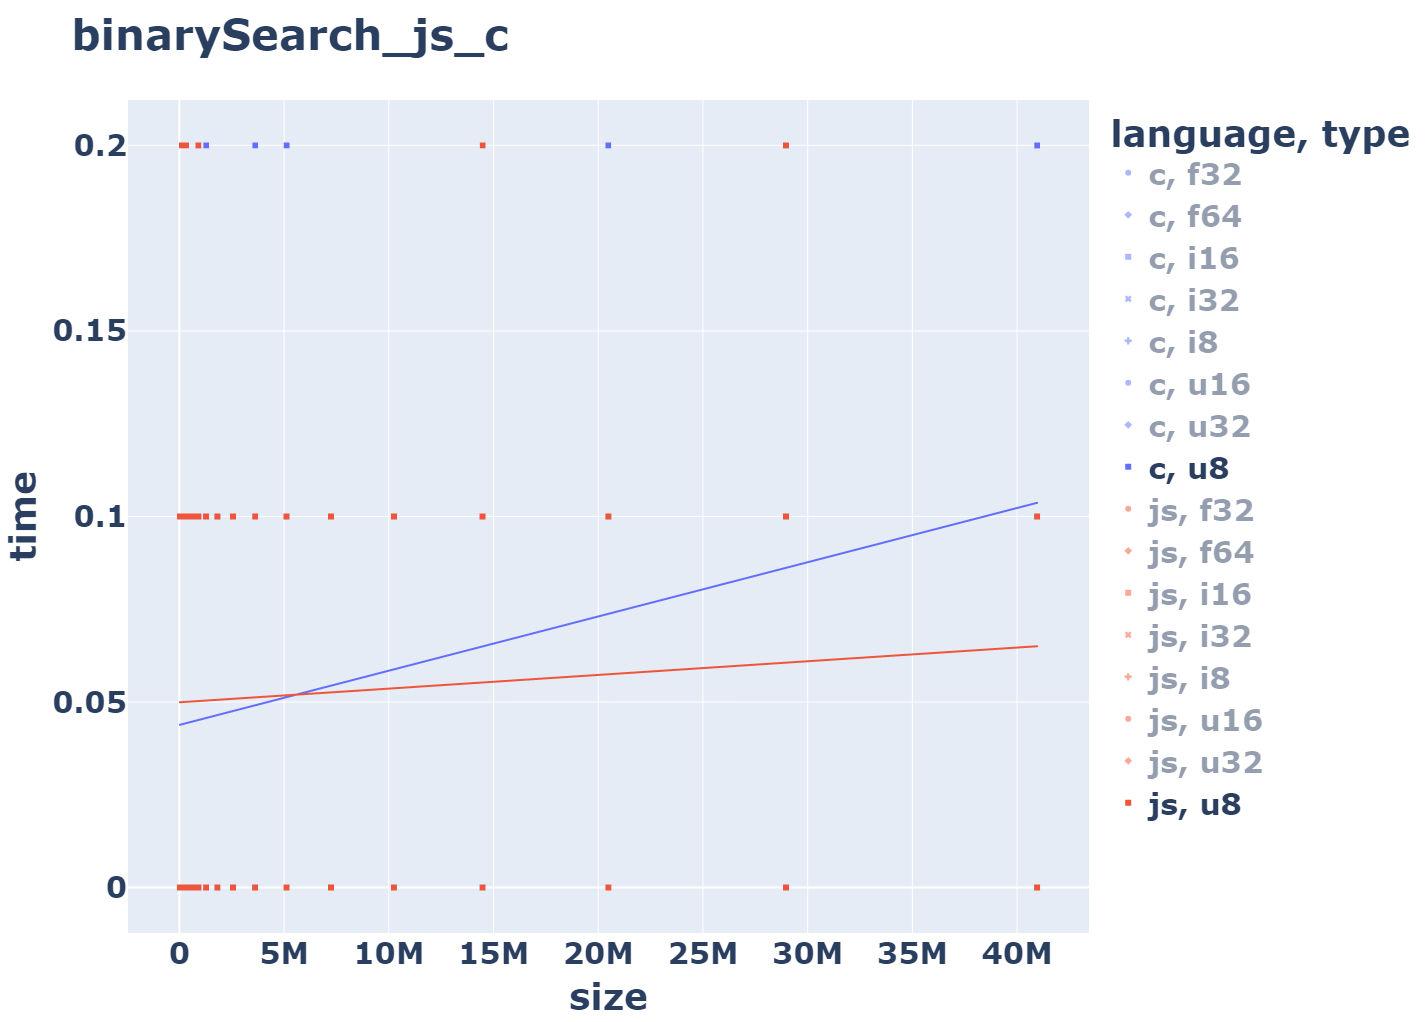 binarySearch_js_c
language, type
c, f32
c, f64
c, i16
c, i32
c, i8
c, u16
c, u32
c, u8
js, f32
js, f64
js, i16
js, i32
js, i8
js, u16
js, u32
js, u8
time
0.2
0.15
0.1
0.05
0
0 5M 10M 15M 20M 25M 30M 35M 40M
size